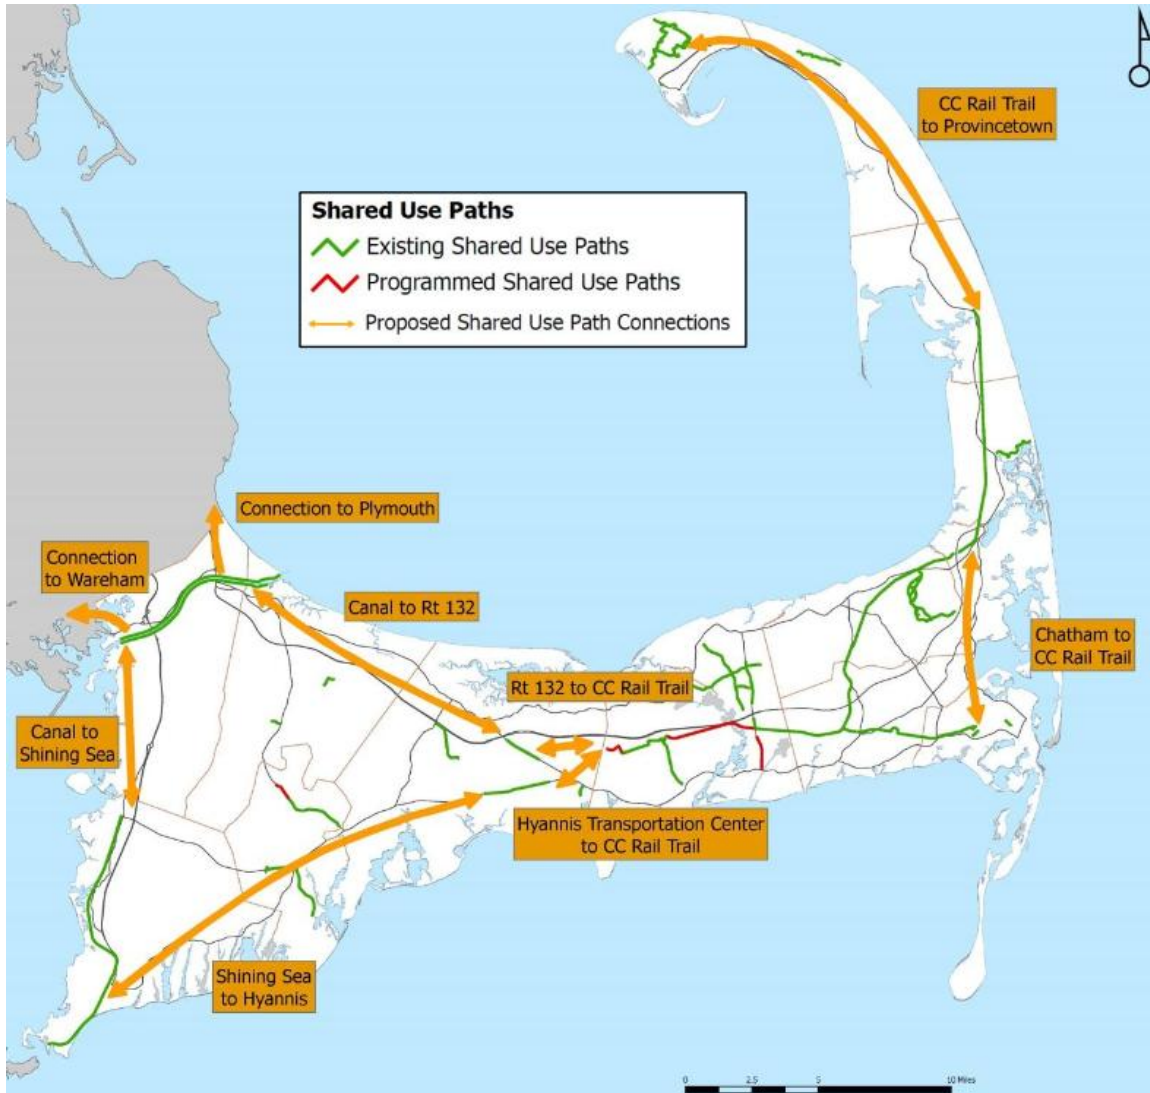 CC Rail Trail
to Provincetown
Shared Use Paths
Existing Shared Use Paths
Programmed Shared Use Paths
Proposed Shared Use Path Connections
Connection to Plymouth
Connection
to Wareham
Canal to Rt 132
Chatham to
CC Rail Trail
Rt 132 to CC Rail Trail
Canal to
Shining Sea
Hyannis Transportation Center
to CC Rail Trail
Shining Sea
to Hyannis
0 2.5 5 10 Miles